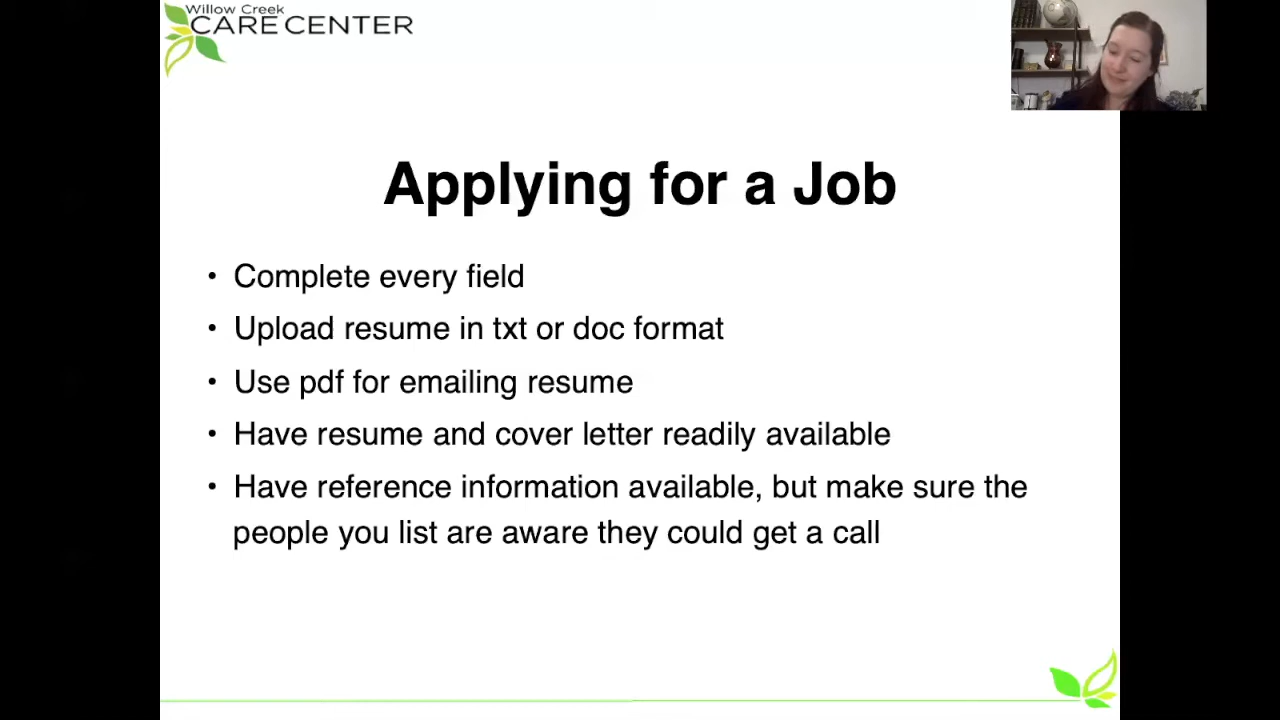 Willow Creek
CARE CENTER
Applying for a Job
• Complete every field
• Upload resume in txt or doc format
• Use pdf for emailing resume
• Have resume and cover letter readily available
• Have reference information available, but make sure the
people you list are aware they could get a call